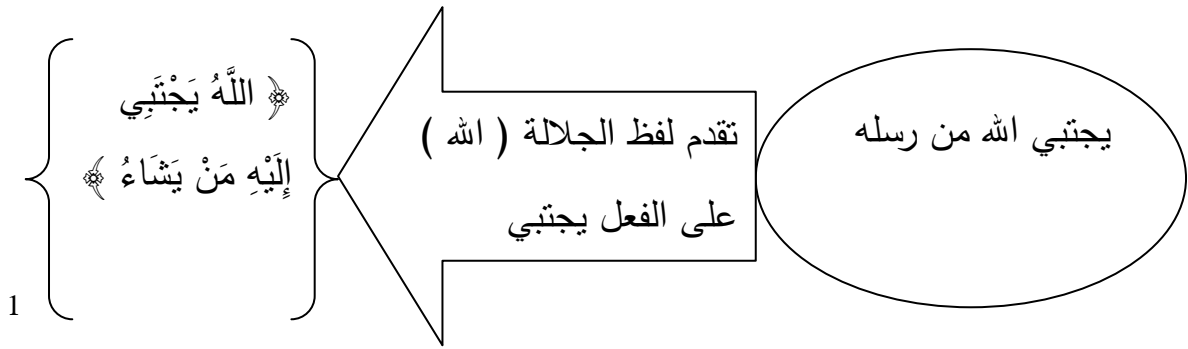 يجتبي الله من رسله
تقدم لفظ الجلالة ( الله )
على الفعل يجتبي
﴿ اللَّهُ يَجْتَبِي
إِلَيْهِ مَنْ يَشَاءُ ﴾
1